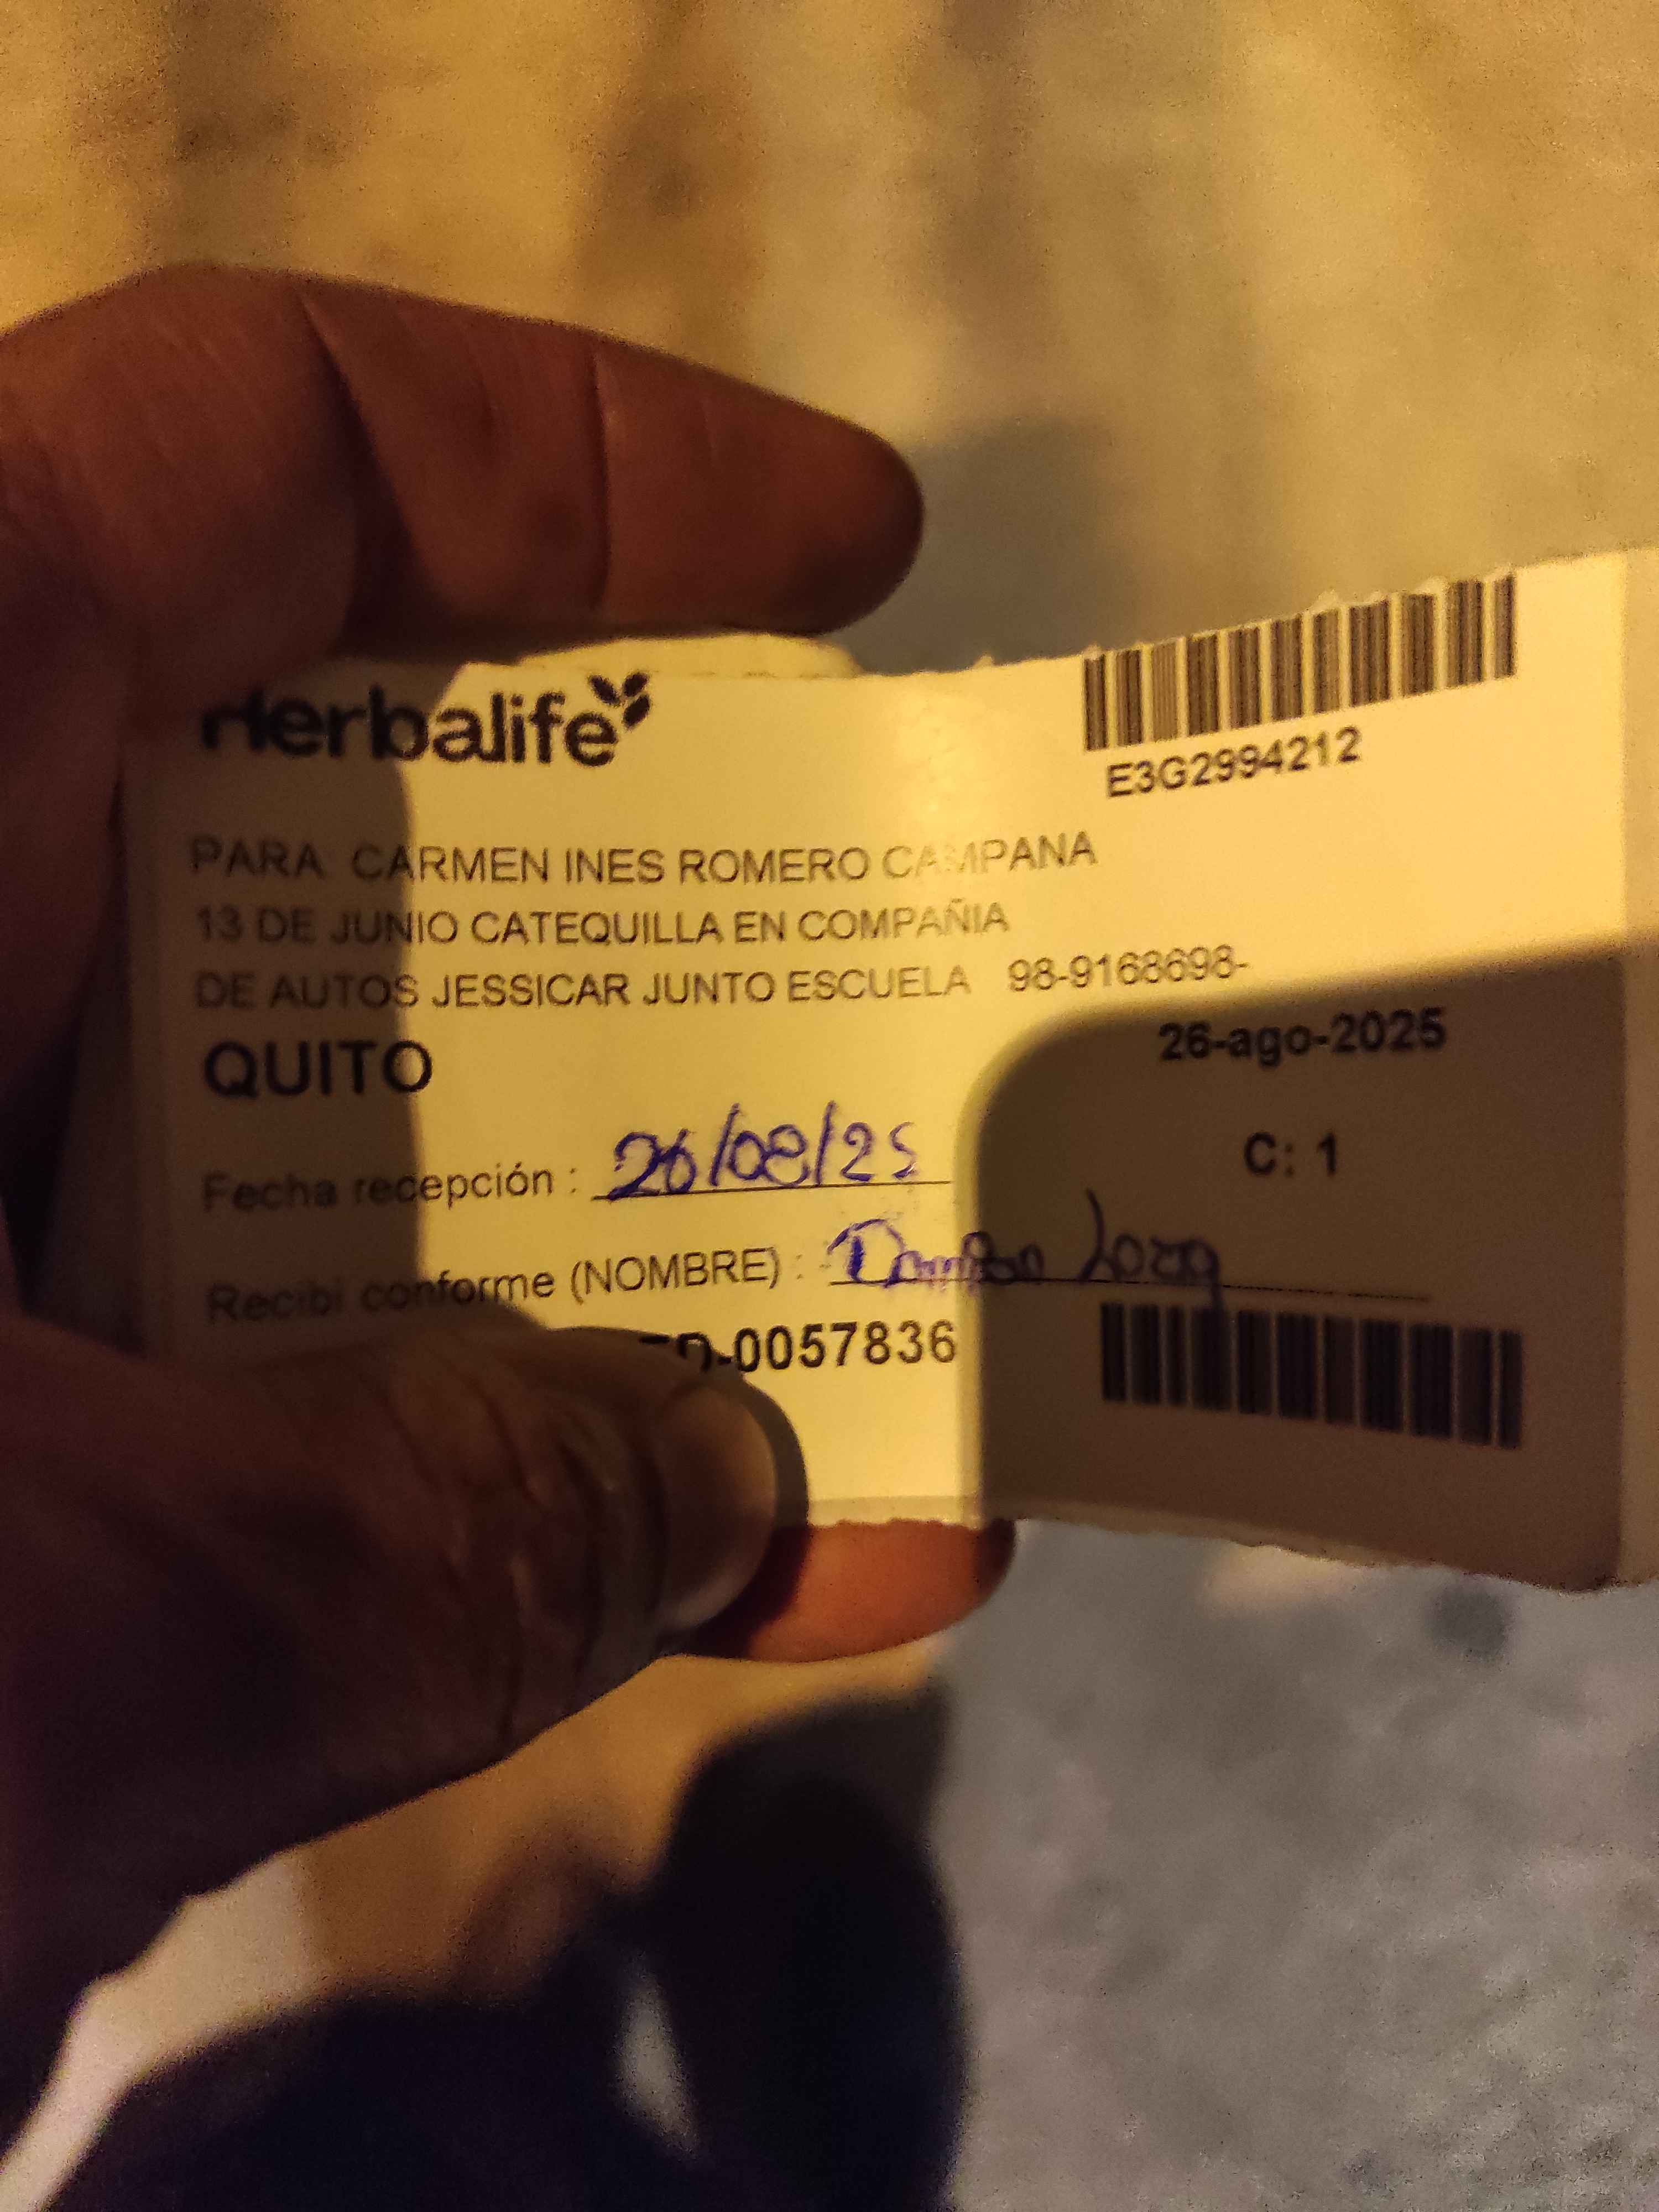 Herbalife
E3G2994212
PARA CARMEN INES ROMERO CAMPANA
13 DE JUNIO CATEQUILLA EN COMPAÑIA
DE AUTOS JESSICAR JUNTO ESCUELA 98-9168698-
QUITO
26-ago-2025
C: 1
Fecha recepción : 26/08/25
Recibi conforme (NOMBRE) :
-0057836